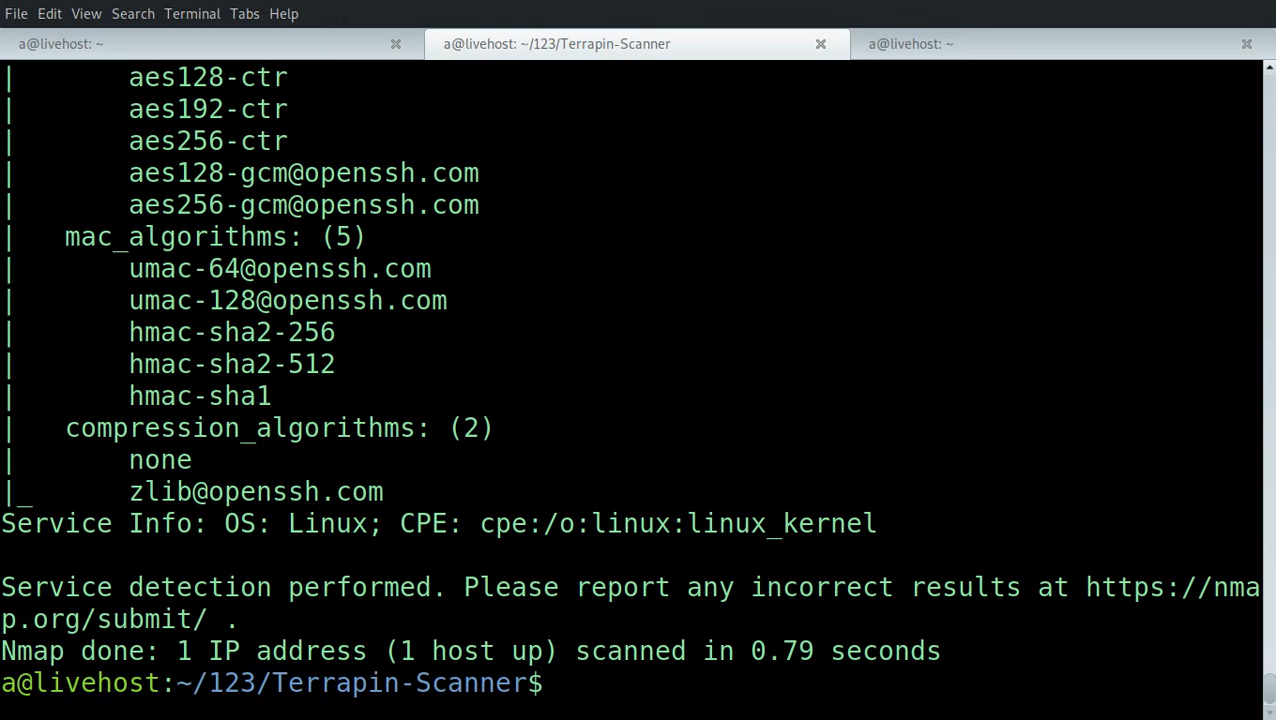 File Edit View Search Terminal Tabs Help
a@livehost: ~ a@livehost: ~/123/Terrapin-Scanner a@livehost: ~
| aes128-ctr
| aes192-ctr
| aes256-ctr
| aes128-gcm@openssh.com
| aes256-gcm@openssh.com
| mac_algorithms: (5)
| umac-64@openssh.com
| umac-128@openssh.com
| hmac-sha2-256
| hmac-sha2-512
| hmac-sha1
| compression_algorithms: (2)
| none
|_ zlib@openssh.com
Service Info: OS: Linux; CPE: cpe:/o:linux:linux_kernel
Service detection performed. Please report any incorrect results at https://nma
p.org/submit/ .
Nmap done: 1 IP address (1 host up) scanned in 0.79 seconds
a@livehost:~/123/Terrapin-Scanner$